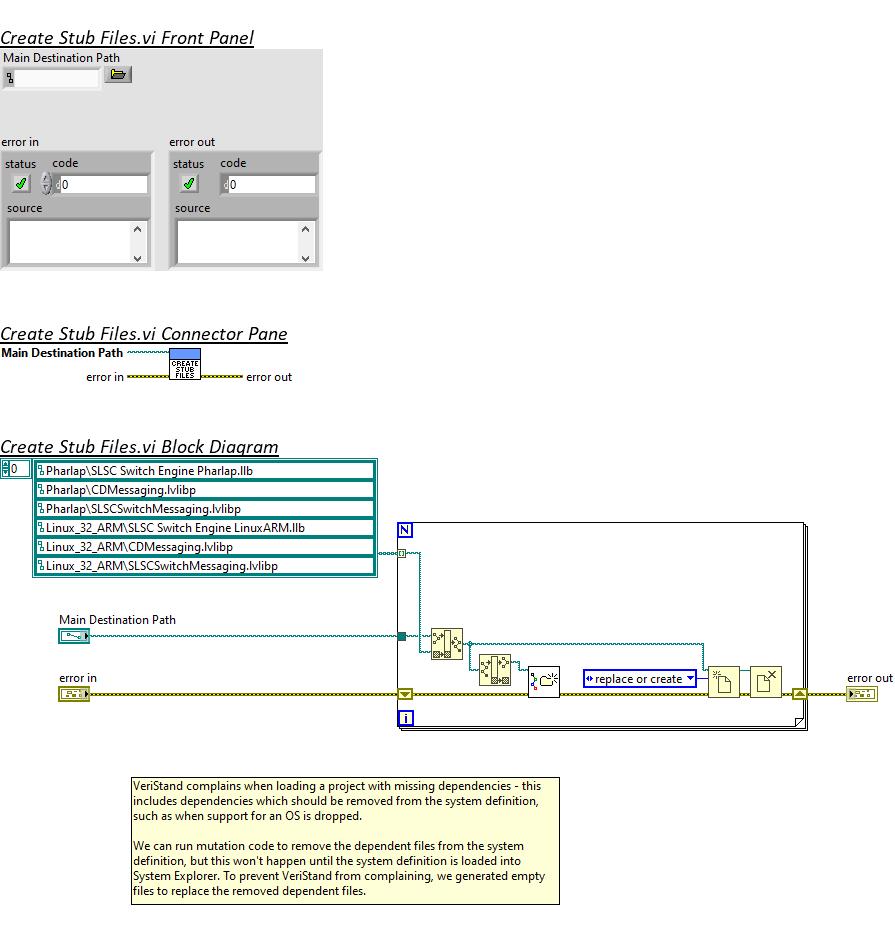 Create Stub Files.vi Front Panel
Main Destination Path
error in
error out
status code
status code
0
0
source
source
Create Stub Files.vi Connector Pane
Main Destination Path
CREATE
STUB
FILES
error in
error out
Create Stub Files.vi Block Diagram
0
Pharlap\SLSC Switch Engine Pharlap.llb
Pharlap\CDMessaging.lvlibp
Pharlap\SLSCSwitchMessaging.lvlibp
Linux_32_ARM\SLSC Switch Engine LinuxARM.llb
Linux_32_ARM\CDMessaging.lvlibp
Linux_32_ARM\SLSCSwitchMessaging.lvlibp
N
Main Destination Path
error in
replace or create
error out
i
VeriStand complains when loading a project with missing dependencies - this
includes dependencies which should be removed from the system definition,
such as when support for an OS is dropped.
We can run mutation code to remove the dependent files from the system
definition, but this won't happen until the system definition is loaded into
System Explorer. To prevent VeriStand from complaining, we generated empty
files to replace the removed dependent files.